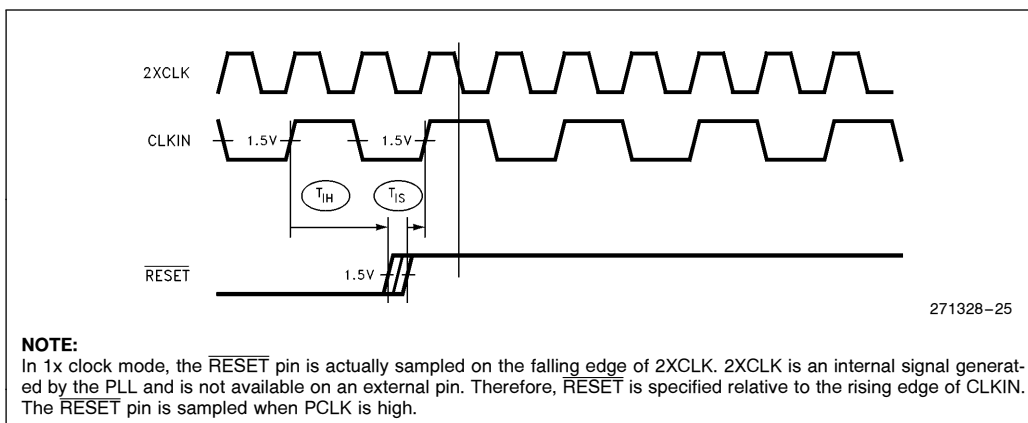 2XCLK
CLKIN
1.5V
1.5V
TIH
TIS
RESET
1.5V
271328–25
NOTE:
In 1x clock mode, the RESET pin is actually sampled on the falling edge of 2XCLK. 2XCLK is an internal signal generat-
ed by the PLL and is not available on an external pin. Therefore, RESET is specified relative to the rising edge of CLKIN.
The RESET pin is sampled when PCLK is high.